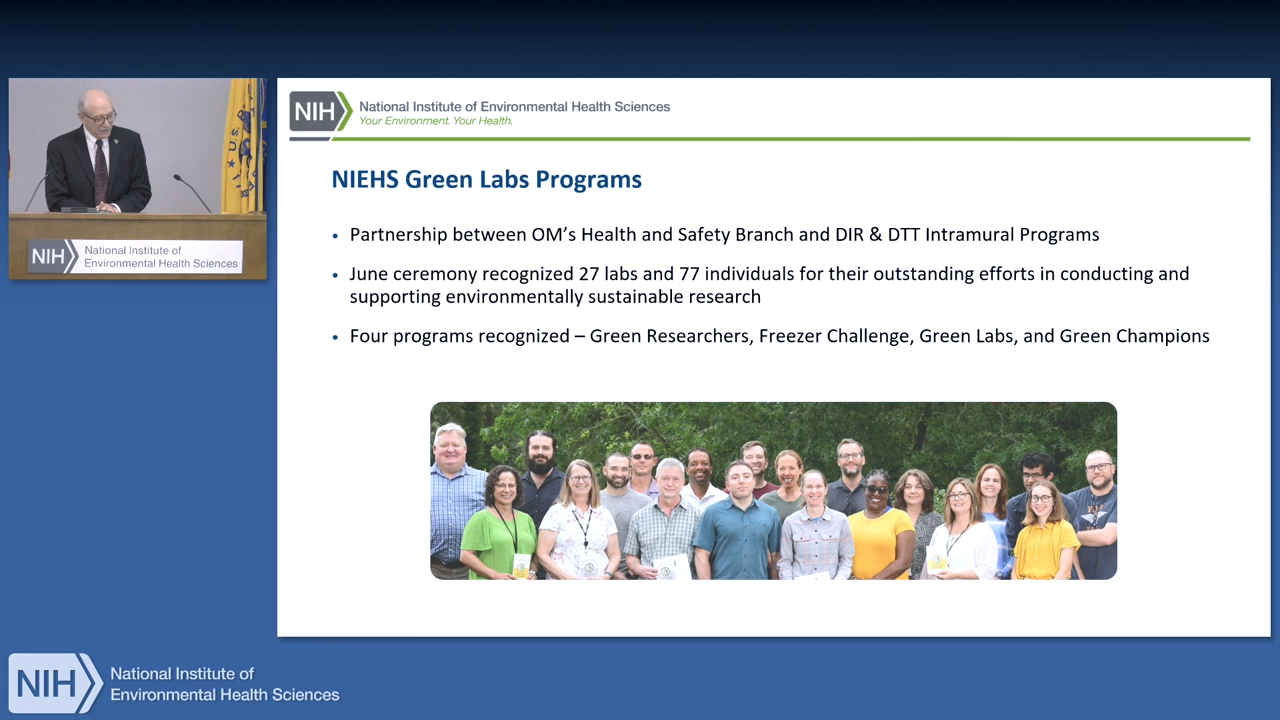 NIH
National Institute of Environmental Health Sciences
Your Environment. Your Health.
NIEHS Green Labs Programs
• Partnership between OM's Health and Safety Branch and DIR & DTT Intramural Programs
• June ceremony recognized 27 labs and 77 individuals for their outstanding efforts in conducting and
supporting environmentally sustainable research
• Four programs recognized – Green Researchers, Freezer Challenge, Green Labs, and Green Champions
U.S.
NIH
National Institute of
Environmental Health Sciences
NIH
National Institute of
Environmental Health Sciences